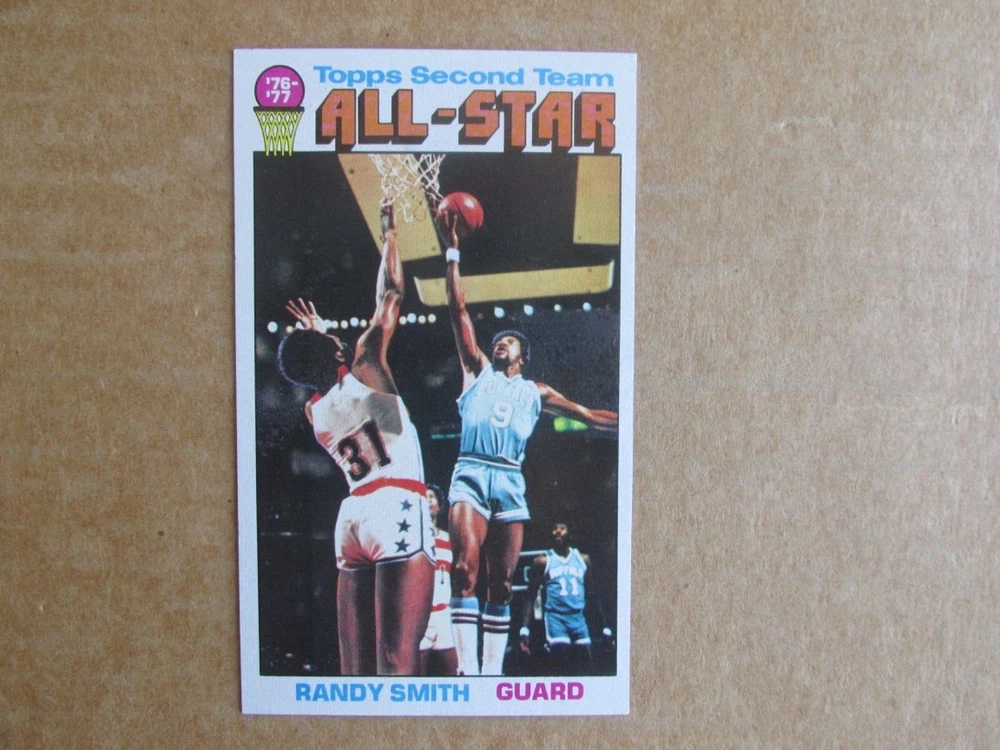 '76-
'77
Topps Second Team
ALL-STAR
31
9
11
RANDY SMITH GUARD